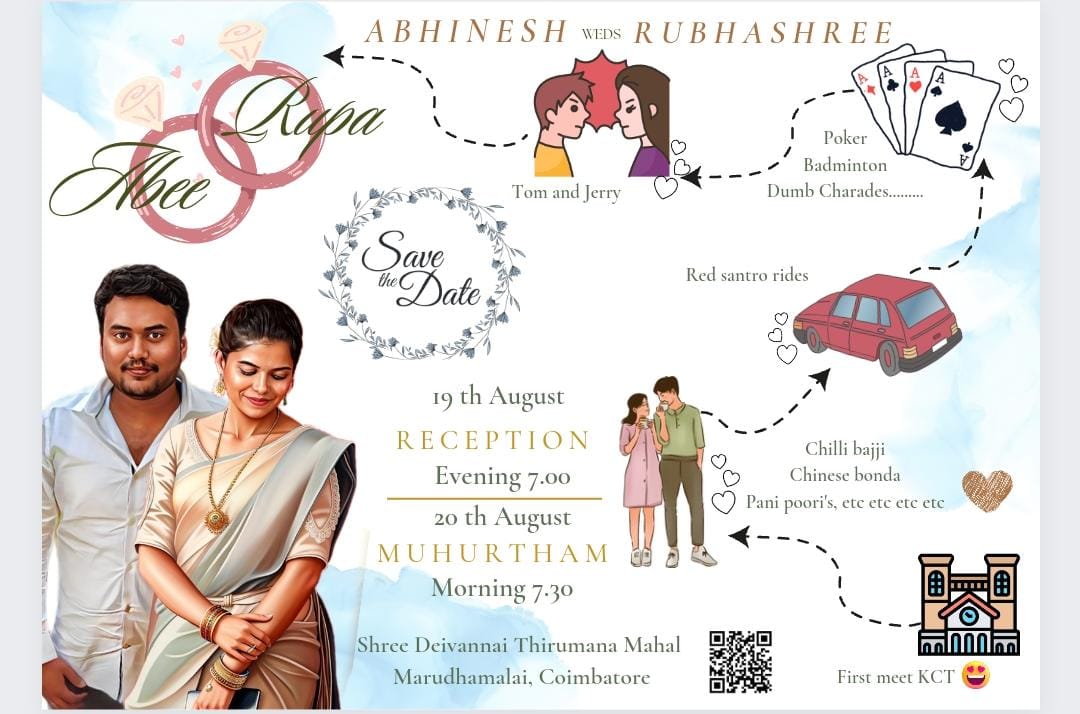 ABHINESH WEDS RUBHASHREE
Rupa
Abee
Tom and Jerry
A A A A
A
Poker
Badminton
Dumb Charades.........
Save
the Date
Red santro rides
19 th August
RECEPTION
Evening 7.00
20 th August
MUHURTHAM
Morning 7.30
Chilli bajji
Chinese bonda
Pani poori's, etc etc etc etc
Shree Deivannai Thirumana Mahal
Marudhamalai, Coimbatore
First meet KCT 😍